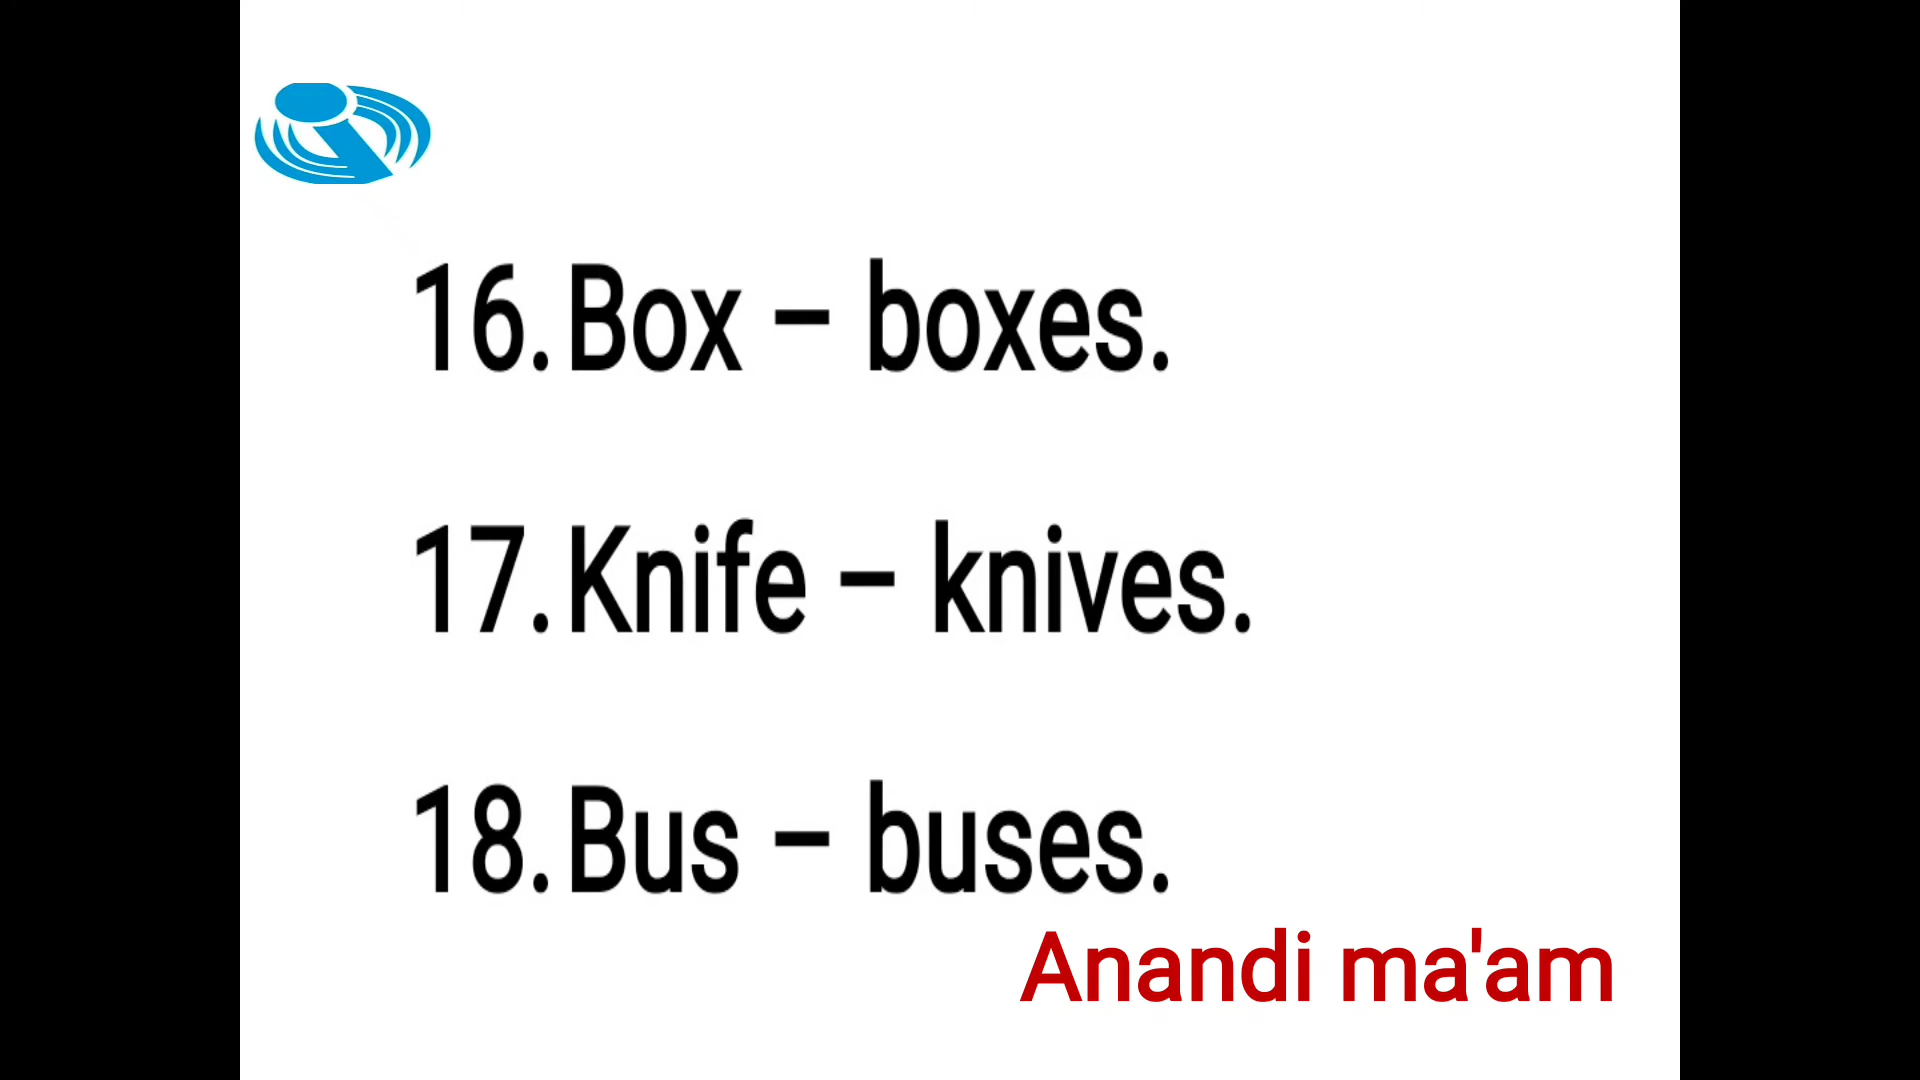 16. Box – boxes.
17. Knife – knives.
18. Bus – buses.
Anandi ma'am